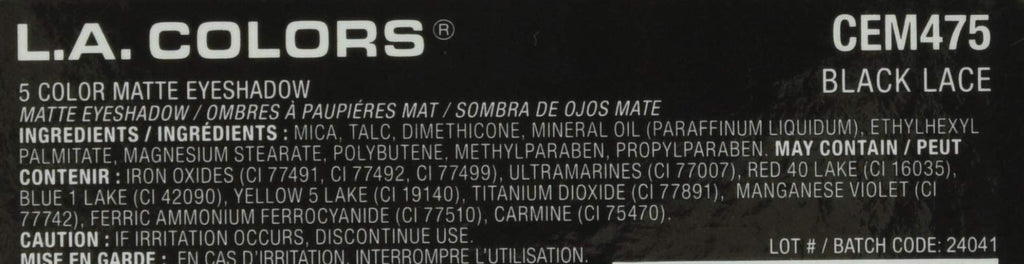 L.A. COLORS®
CEM475
BLACK LACE
5 COLOR MATTE EYESHADOW
MATTE EYESHADOW / OMBRES À PAUPIÉRES MAT / SOMBRA DE OJOS MATE
INGREDIENTS / INGRÉDIENTS : MICA, TALC, DIMETHICONE, MINERAL OIL (PARAFFINUM LIQUIDUM), ETHYLHEXYL
PALMITATE, MAGNESIUM STEARATE, POLYBUTENE, METHYLPARABEN, PROPYLPARABEN. MAY CONTAIN / PEUT
CONTENIR : IRON OXIDES (CI 77491, CI 77492, CI 77499), ULTRAMARINES (CI 77007), RED 40 LAKE (CI 16035),
BLUE 1 LAKE (CI 42090), YELLOW 5 LAKE (CI 19140), TITANIUM DIOXIDE (CI 77891), MANGANESE VIOLET (CI
77742), FERRIC AMMONIUM FERROCYANIDE (CI 77510), CARMINE (CI 75470).
CAUTION : IF IRRITATION OCCURS, DISCONTINUE USE.
MISE EN GARDE : EN CAS D'IRRITATION, INTERROMPRE L'UTILISATION.
LOT # / BATCH CODE: 24041